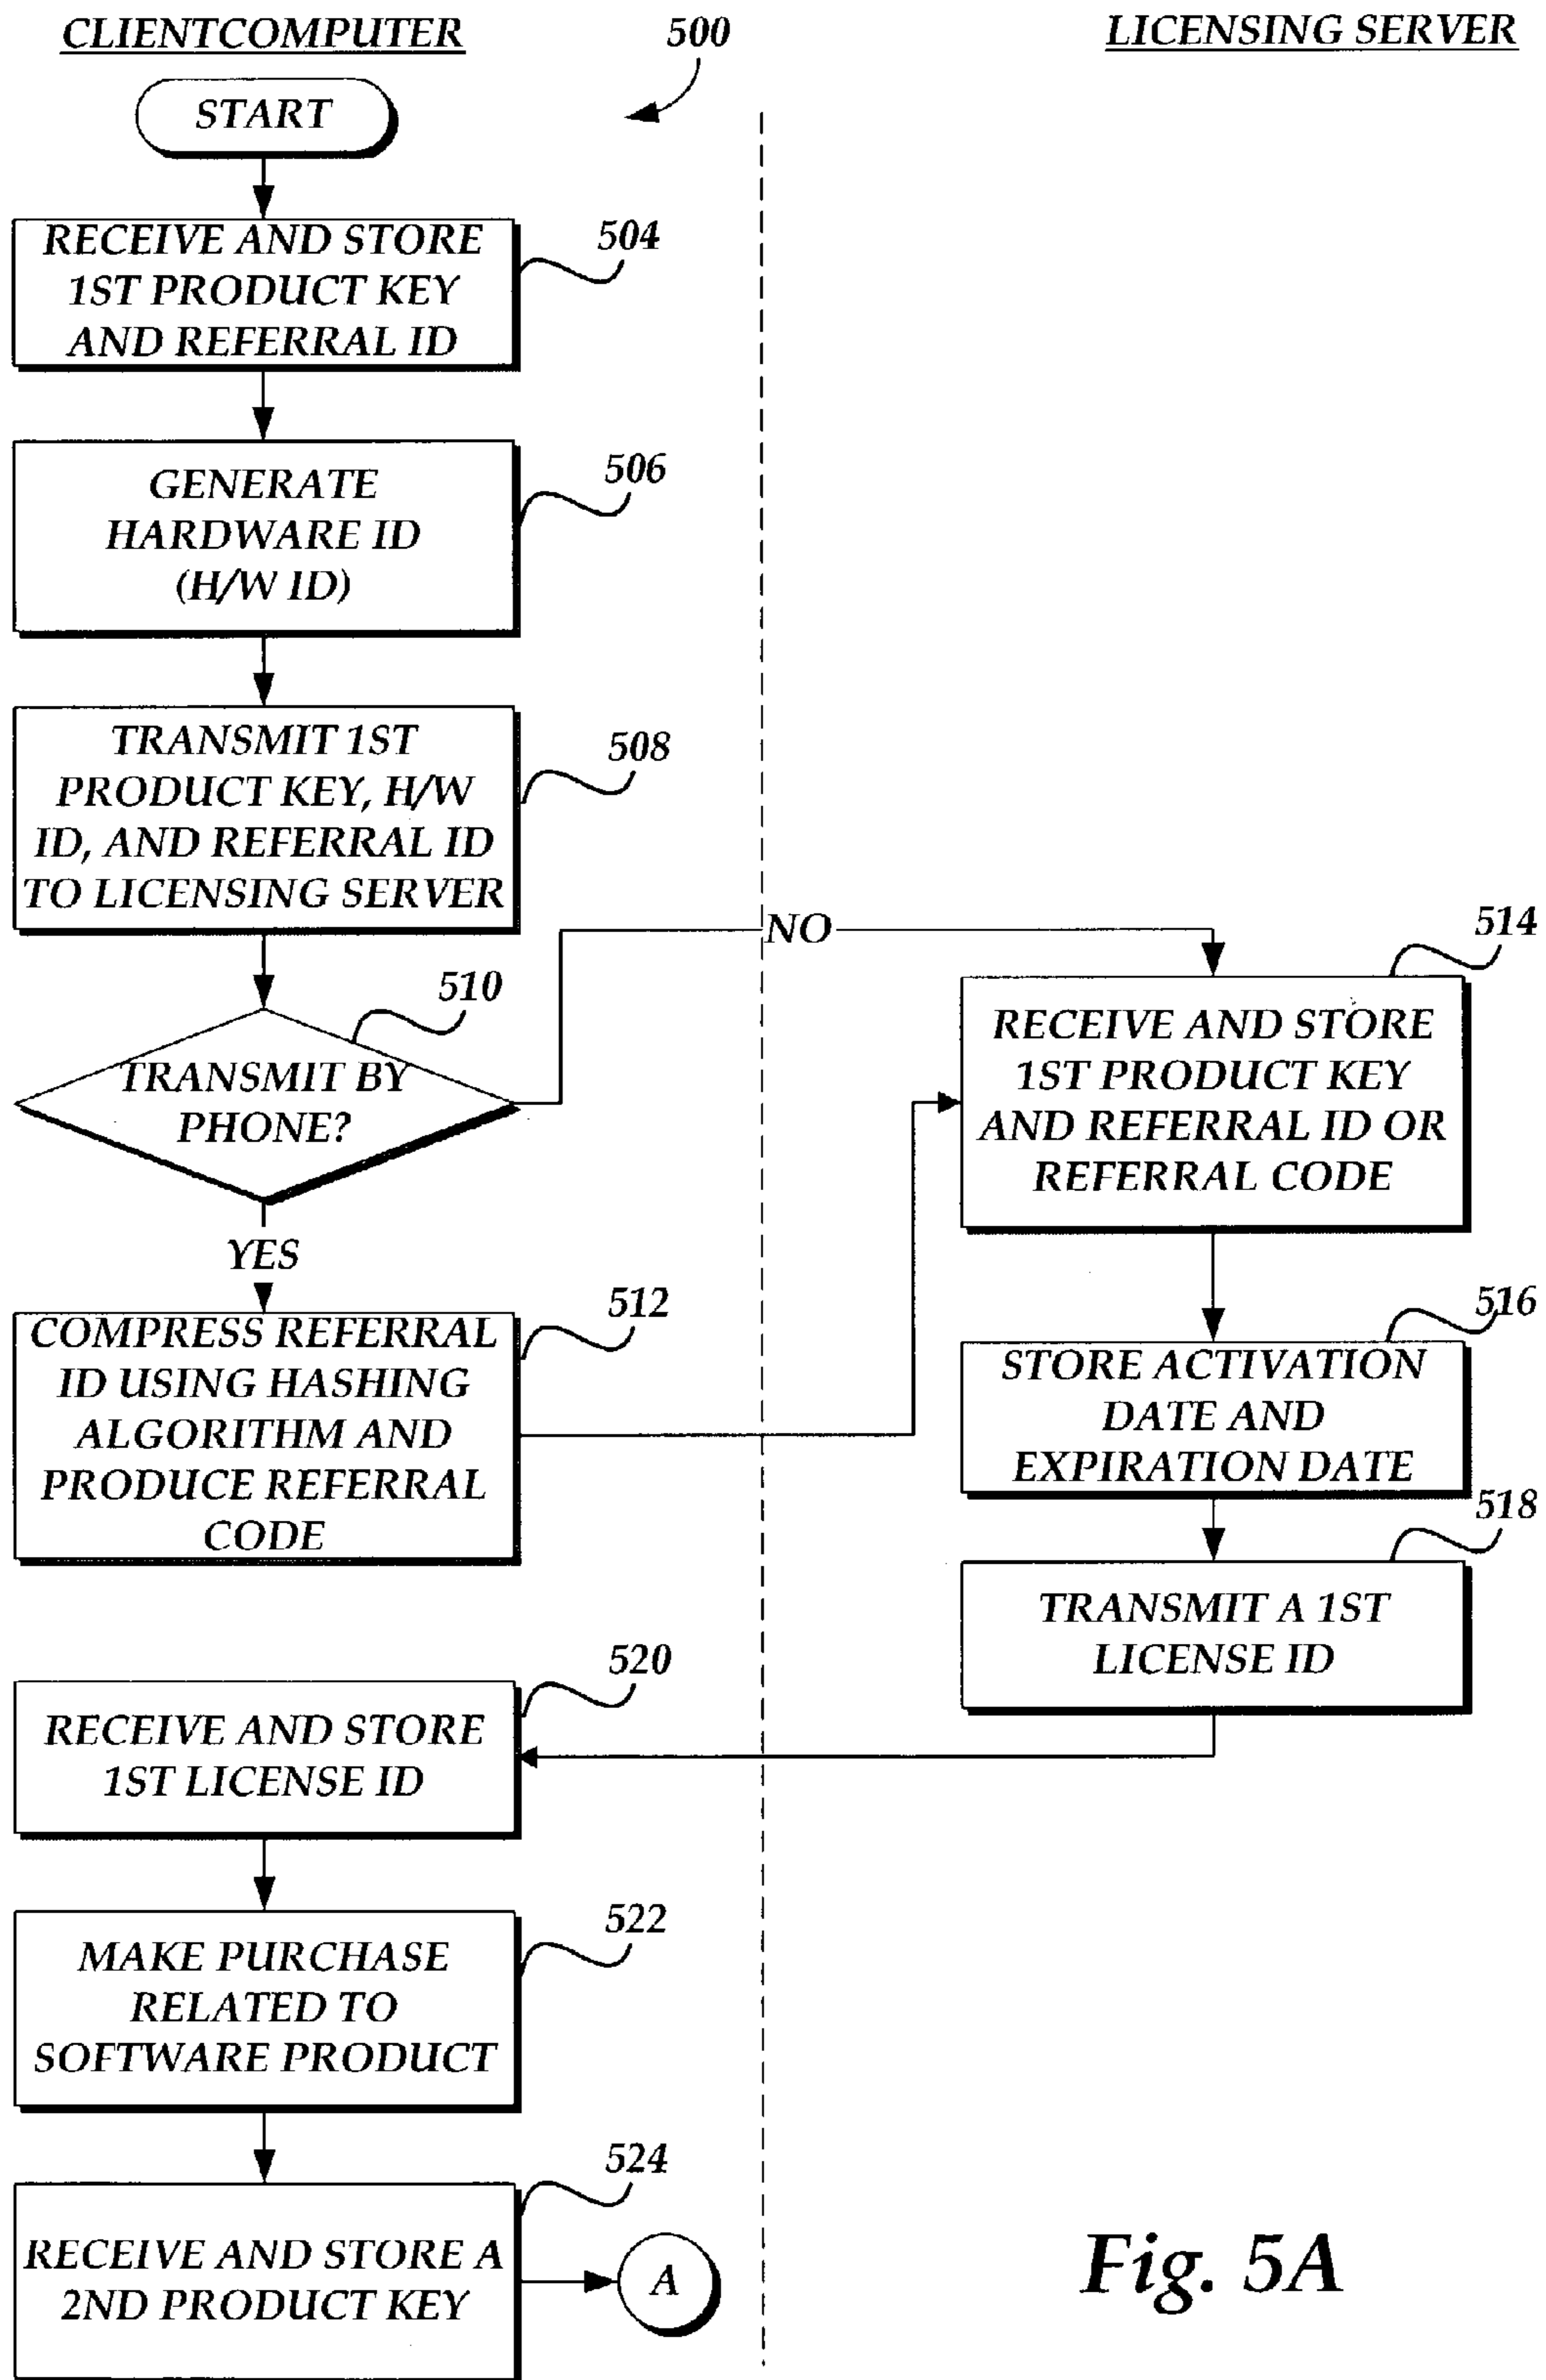 CLIENTCOMPUTER
500
LICENSING SERVER
START
RECEIVE AND STORE
1ST PRODUCT KEY
AND REFERRAL ID
504
GENERATE
HARDWARE ID
(H/W ID)
506
TRANSMIT 1ST
PRODUCT KEY, H/W
ID, AND REFERRAL ID
TO LICENSING SERVER
508
TRANSMIT BY
PHONE?
510
NO
YES
COMPRESS REFERRAL
ID USING HASHING
ALGORITHM AND
PRODUCE REFERRAL
CODE
512
RECEIVE AND STORE
1ST PRODUCT KEY
AND REFERRAL ID OR
REFERRAL CODE
514
STORE ACTIVATION
DATE AND
EXPIRATION DATE
516
TRANSMIT A 1ST
LICENSE ID
518
RECEIVE AND STORE
1ST LICENSE ID
520
MAKE PURCHASE
RELATED TO
SOFTWARE PRODUCT
522
RECEIVE AND STORE A
2ND PRODUCT KEY
524
A
Fig. 5A